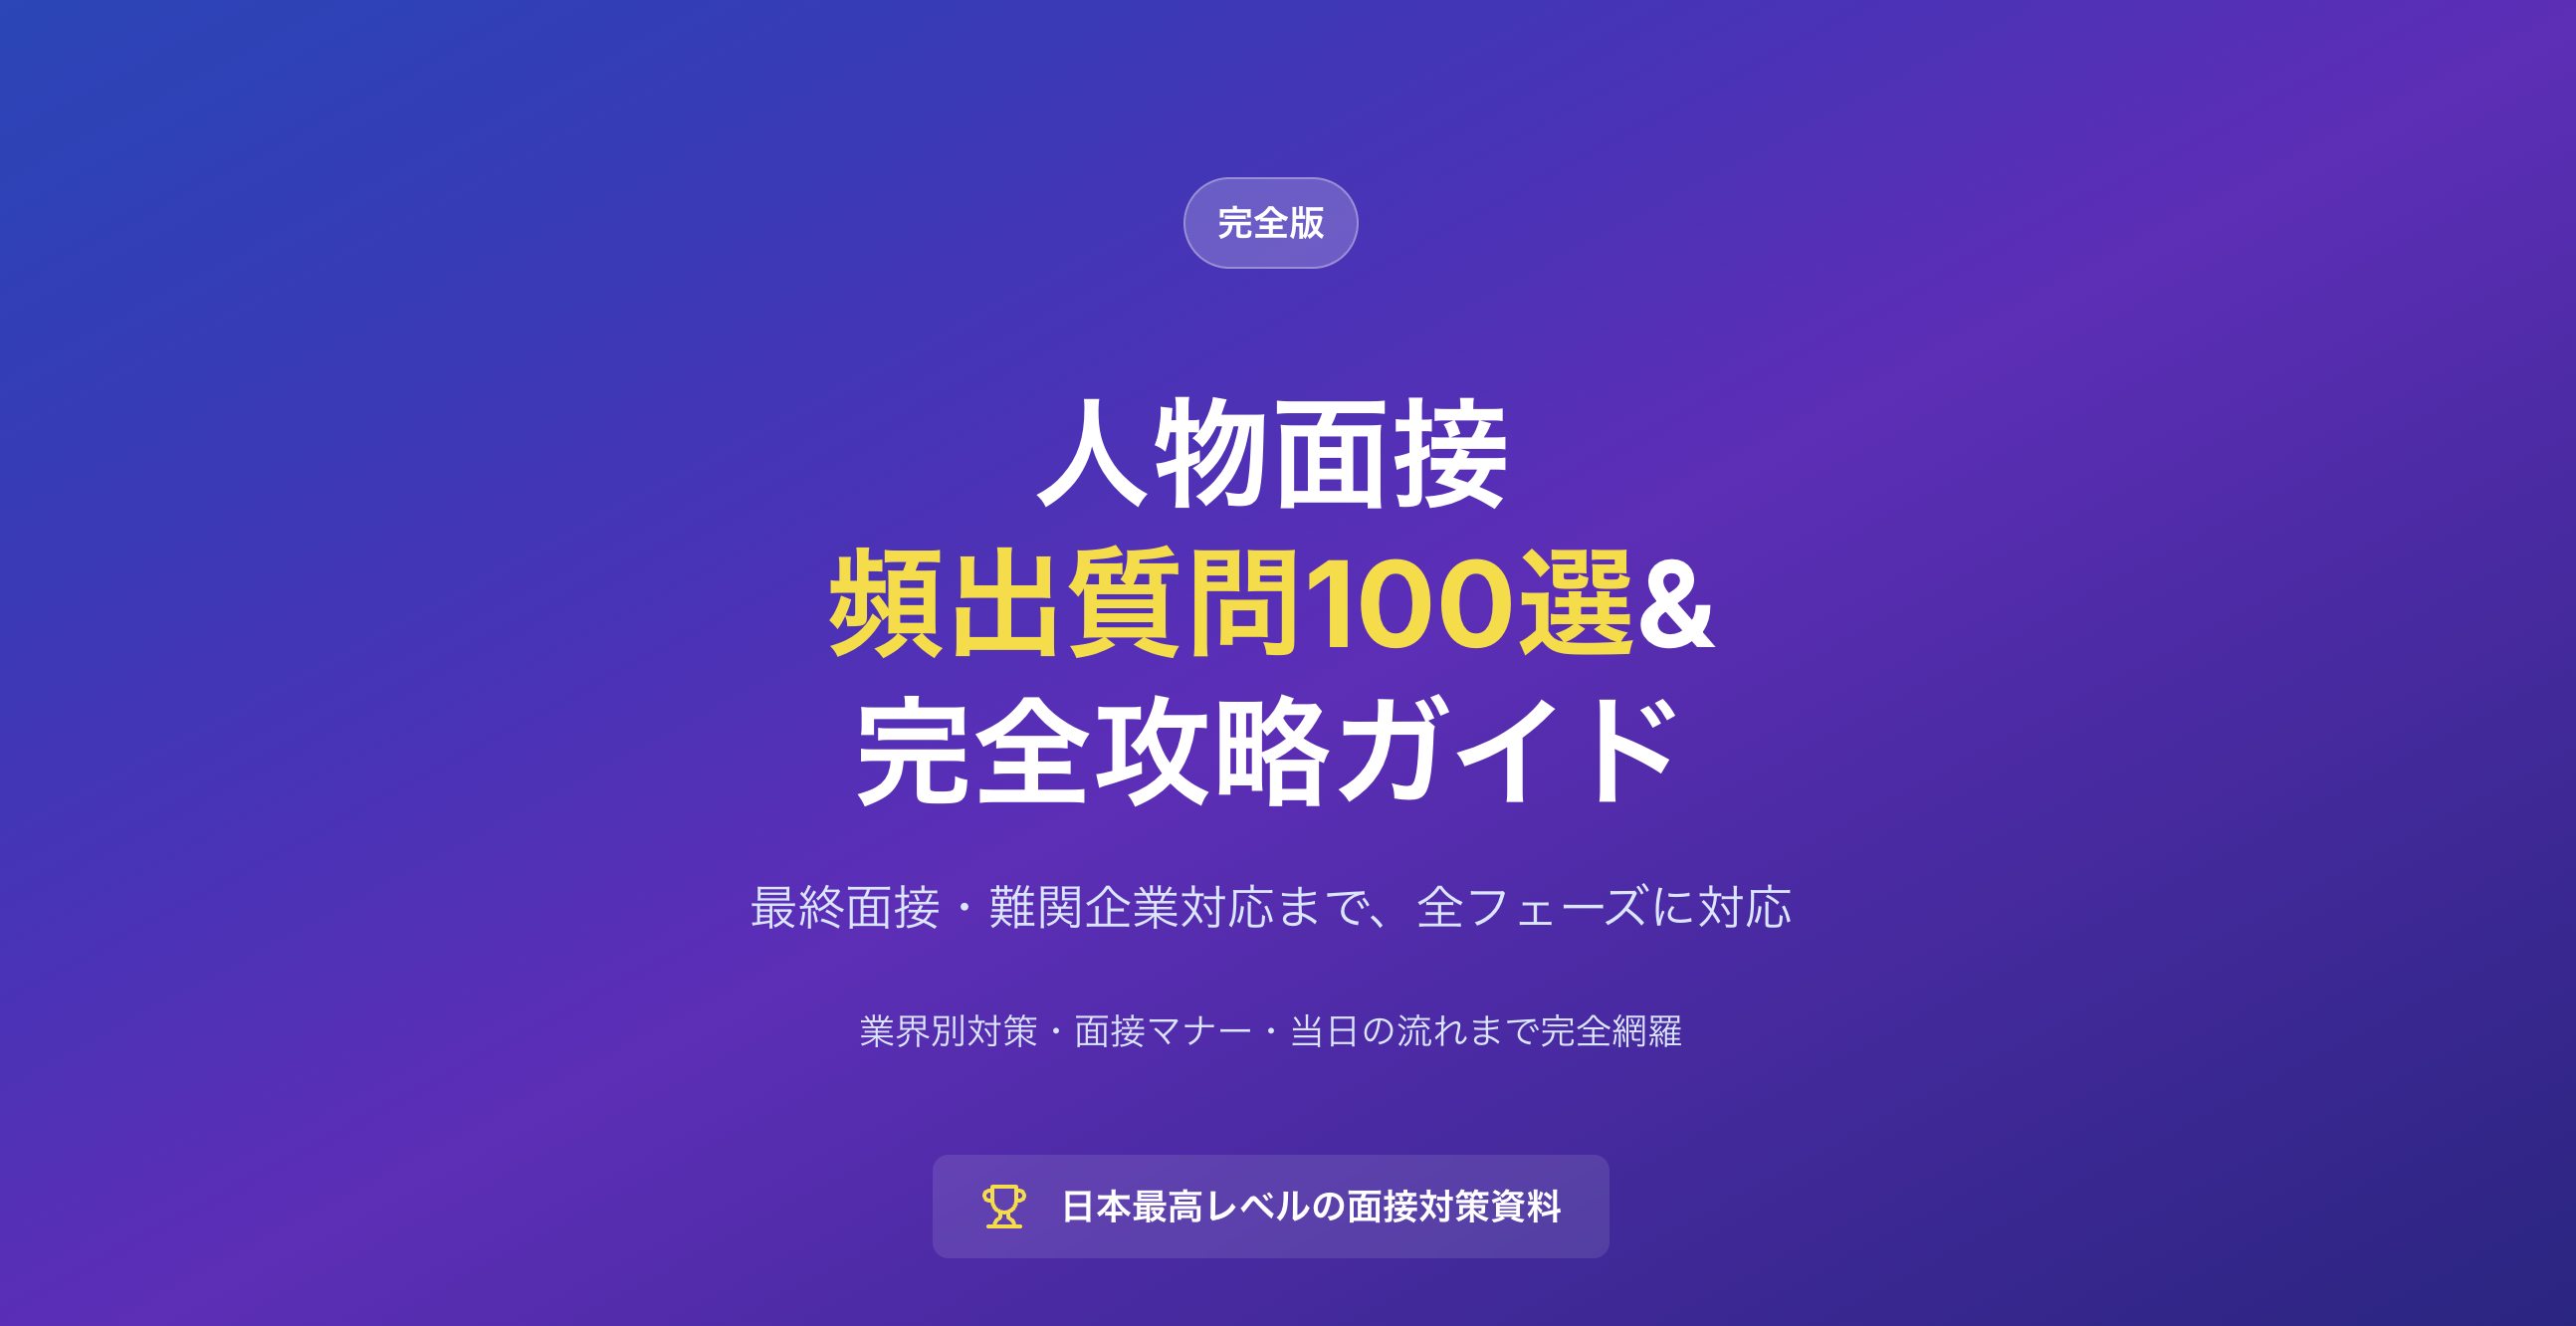 完全版
人物面接
頻出質問100選&
完全攻略ガイド
最終面接・難関企業対応まで、全フェーズに対応
業界別対策・面接マナー・当日の流れまで完全網羅
日本最高レベルの面接対策資料